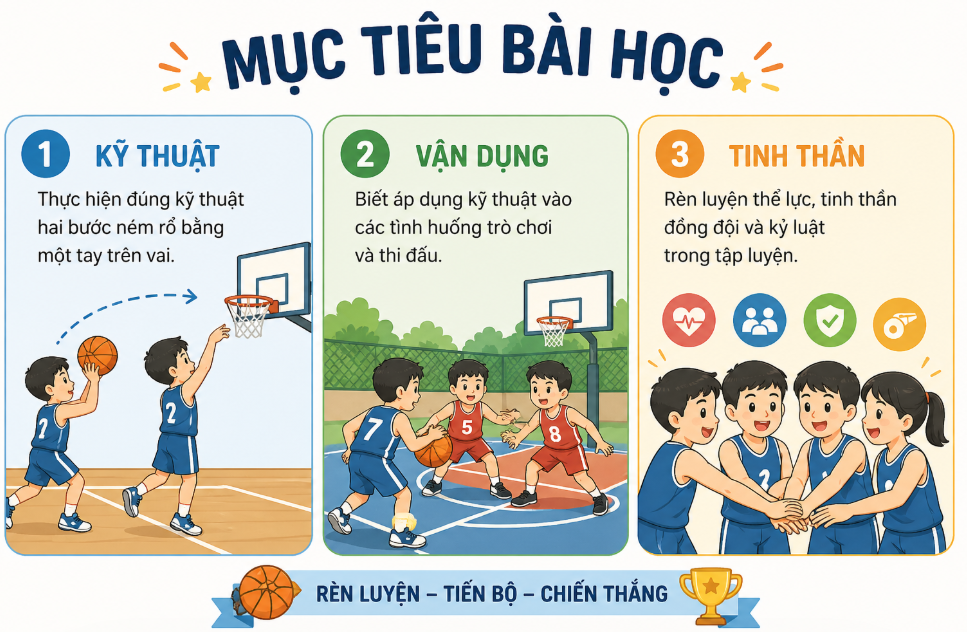 MỤC TIÊU BÀI HỌC
1 KỸ THUẬT
Thực hiện đúng kỹ thuật
hai bước ném rổ bằng
một tay trên vai.
2
2
2 VẬN DỤNG
Biết áp dụng kỹ thuật vào
các tình huống trò chơi
và thi đấu.
7
5
8
3 TINH THẦN
Rèn luyện thể lực, tinh thần
đồng đội và kỷ luật
trong tập luyện.
2
RÈN LUYỆN – TIẾN BỘ – CHIẾN THẮNG